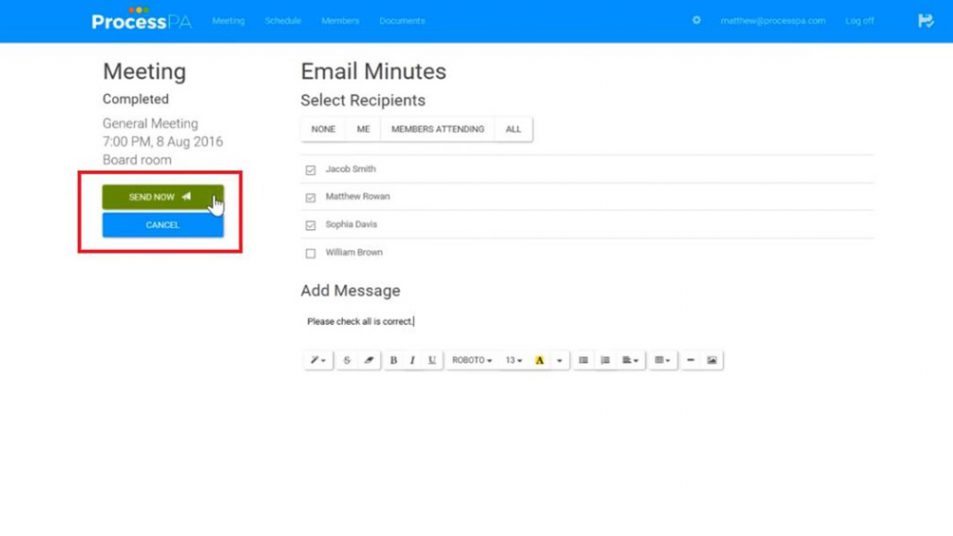 ProcessPA Meeting Schedule Members Documents matthew@processpa.com Log off
Meeting
Completed
General Meeting
7:00 PM, 8 Aug 2016
Board room
SEND NOW
CANCEL
Email Minutes
Select Recipients
NONE ME MEMBERS ATTENDING ALL
Jacob Smith
Matthew Rowan
Sophia Davis
William Brown
Add Message
Please check all is correct.
S B I U ROBOTO 13 A